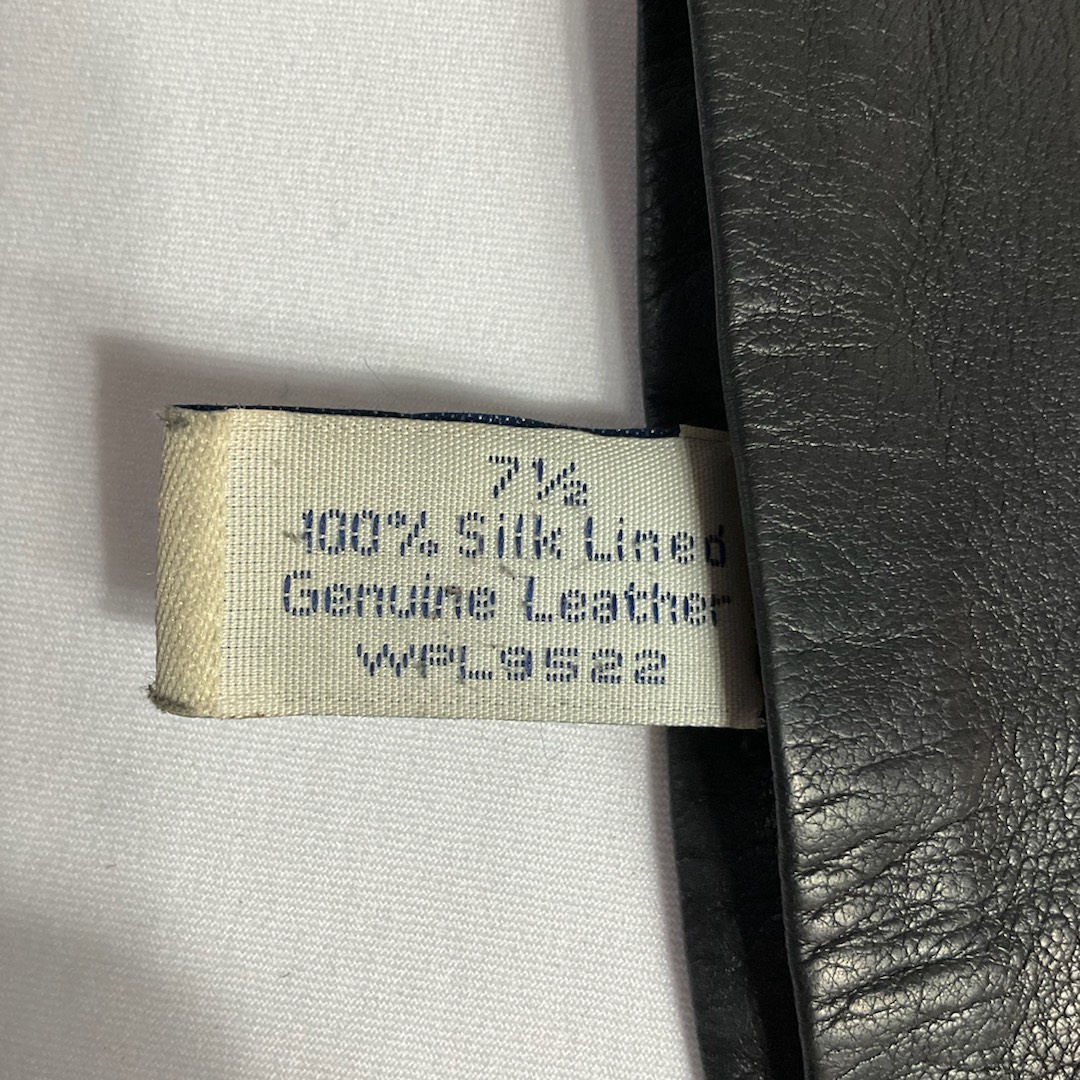 7½
100% Silk Lined
Genuine Leather
WPL9522